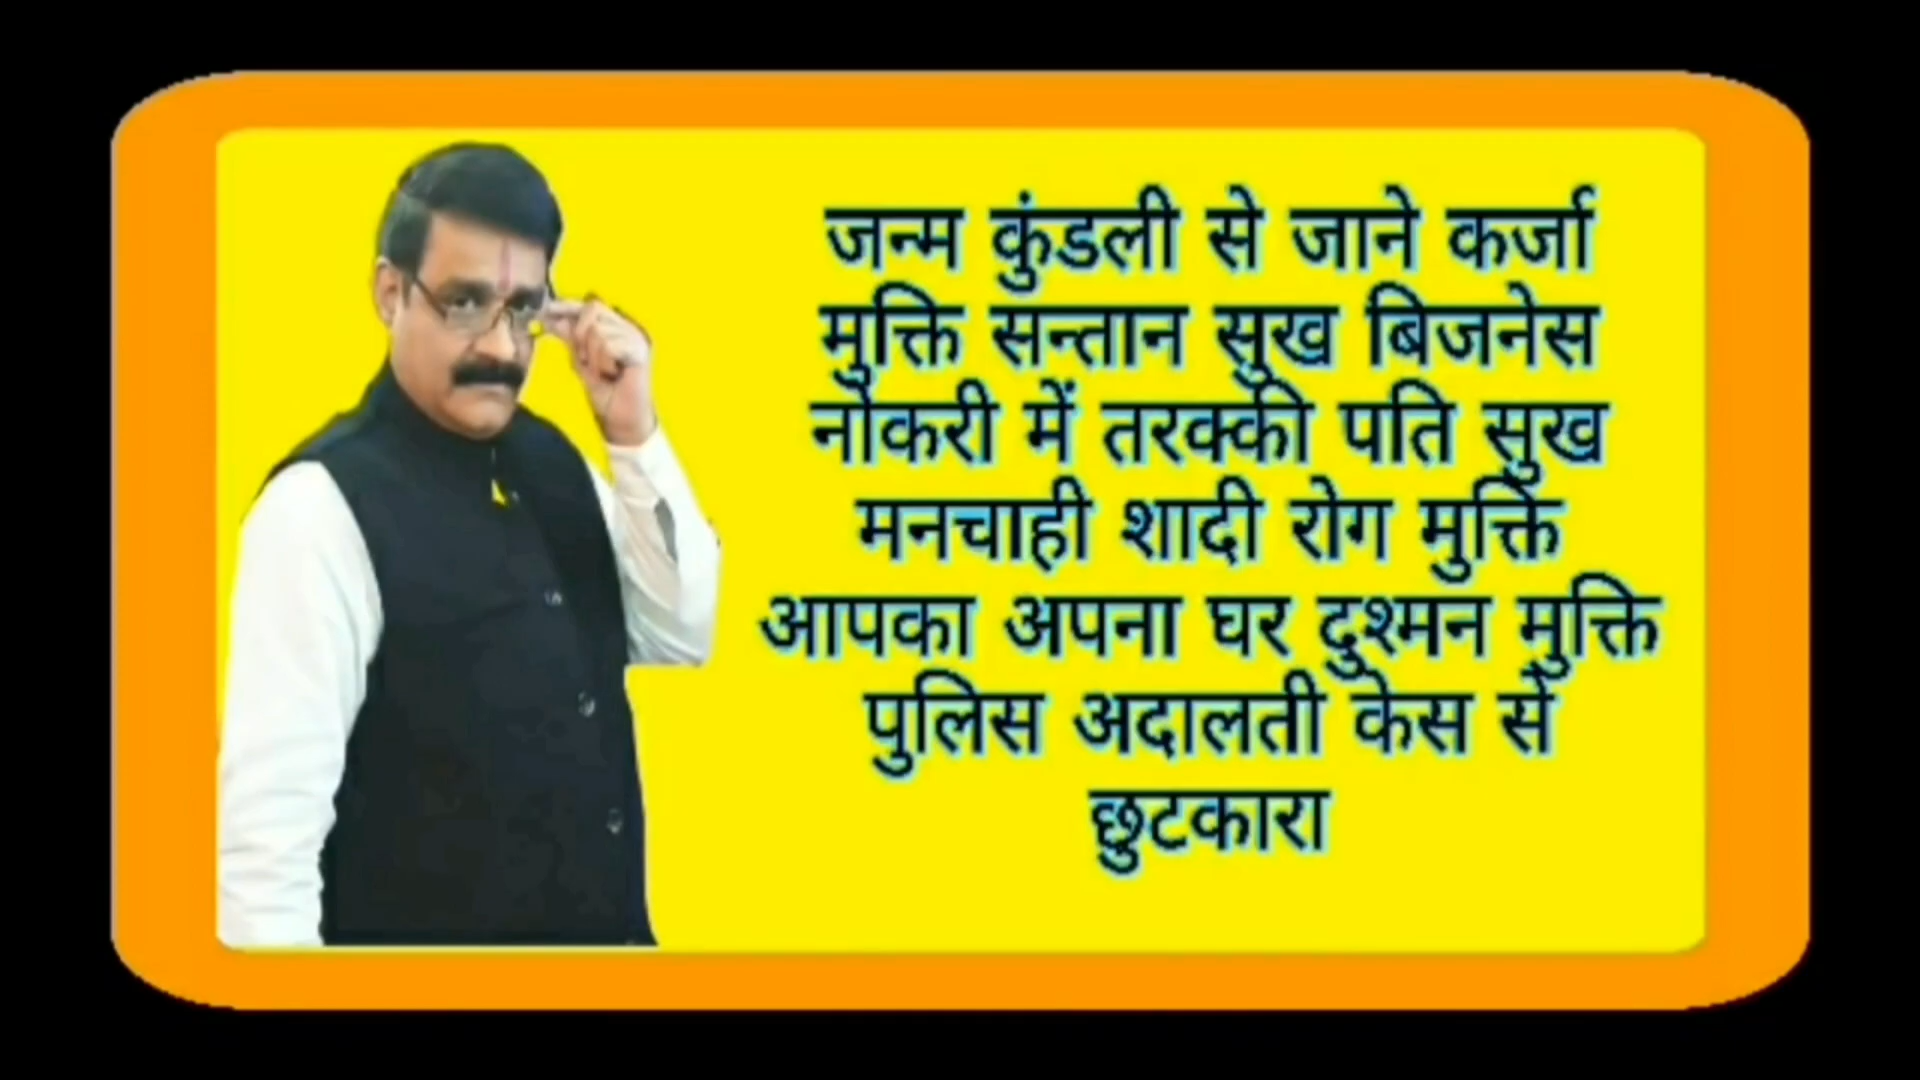 जन्म कुंडली से जाने कर्जा
मुक्ति सन्तान सुख बिजनेस
नोकरी में तरक्की पति सुख
मनचाही शादी रोग मुक्ति
आपका अपना घर दुश्मन मुक्ति
पुलिस अदालती केस से
छुटकारा